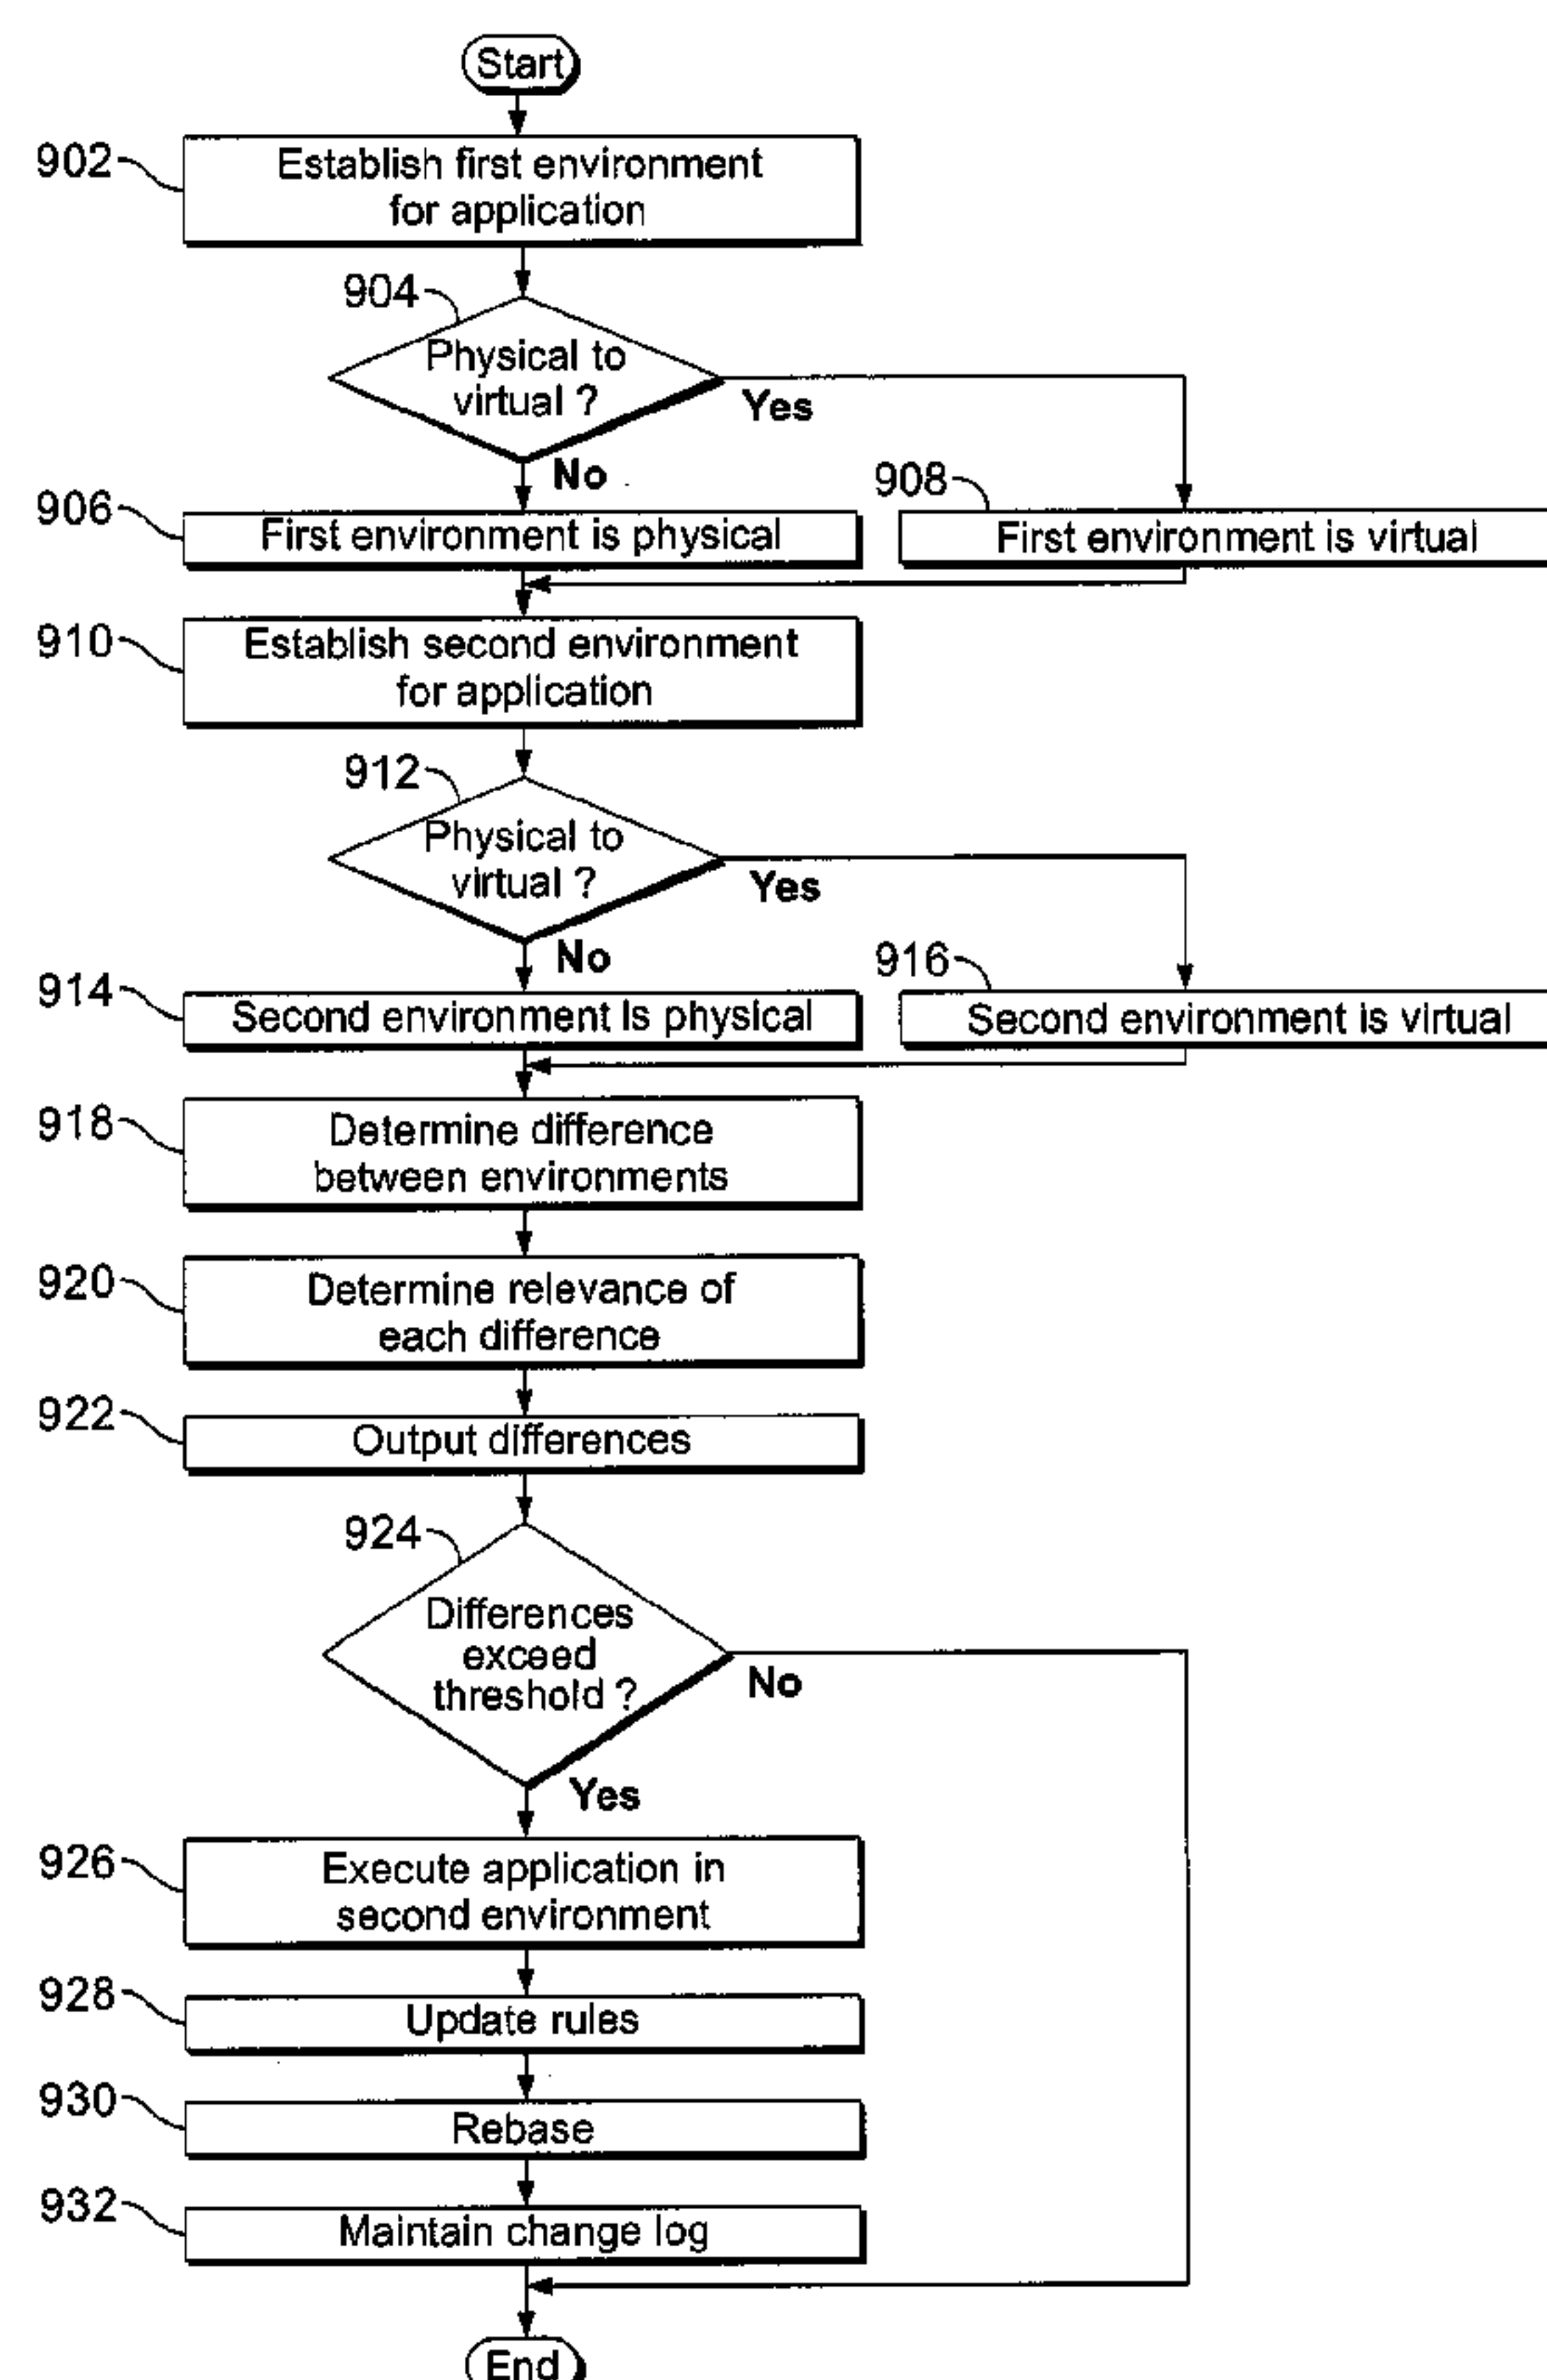 Start
902
Establish first environment
for application
904
Physical to
virtual ?
Yes
No
906
First environment is physical
908
First environment is virtual
910
Establish second environment
for application
912
Physical to
virtual ?
Yes
No
914
Second environment is physical
916
Second environment is virtual
918
Determine difference
between environments
920
Determine relevance of
each difference
922
Output differences
924
Differences
exceed
threshold ?
No
Yes
926
Execute application in
second environment
928
Update rules
930
Rebase
932
Maintain change log
End